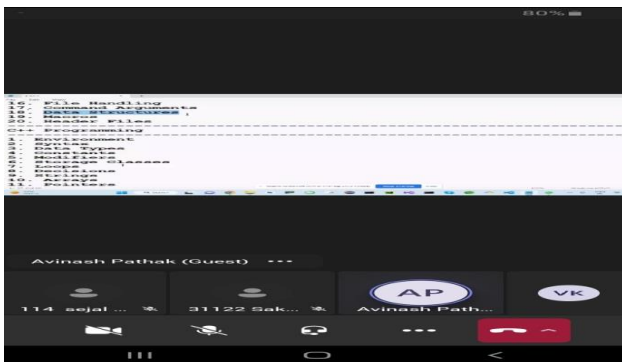 80%
16. File Handling
17. Command Arguments
18. Data Structures
19. Macros
20. Header Files
C++ Programming
1. Environment
2. Syntax
3. Data Types
4. Constants
5. Modifiers
6. Storage Classes
7. Loops
8. Decisions
9. Strings
10. Arrays
11. Pointers
Avinash Pathak (Guest) •••
AP
VK
114 sejal ...
31122 Sak...
Avinash Path...